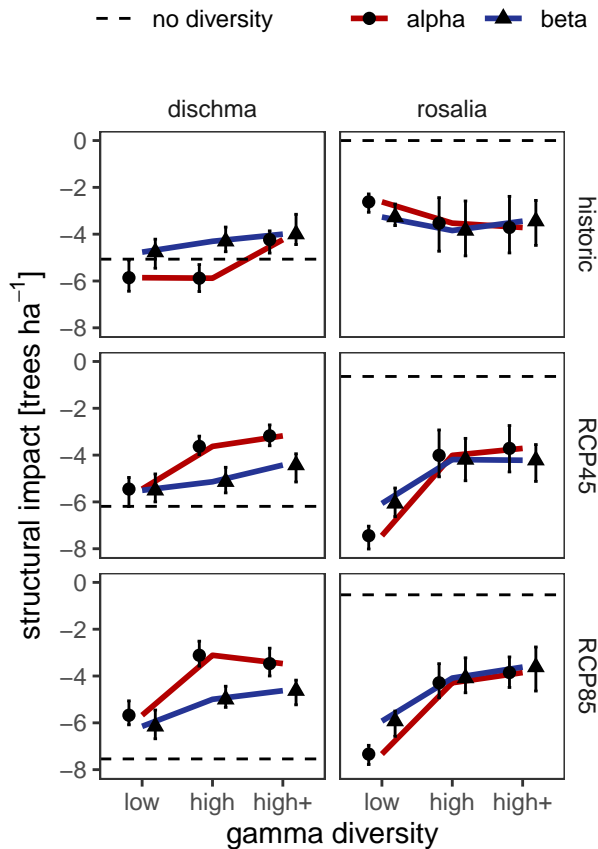 no diversity alpha beta
dischma rosalia
0
−2
−4
−6
−8
historic
0
−2
−4
−6
−8
RCP45
0
−2
−4
−6
−8
RCP85
structural impact [trees ha⁻¹]
low high high+ low high high+
gamma diversity